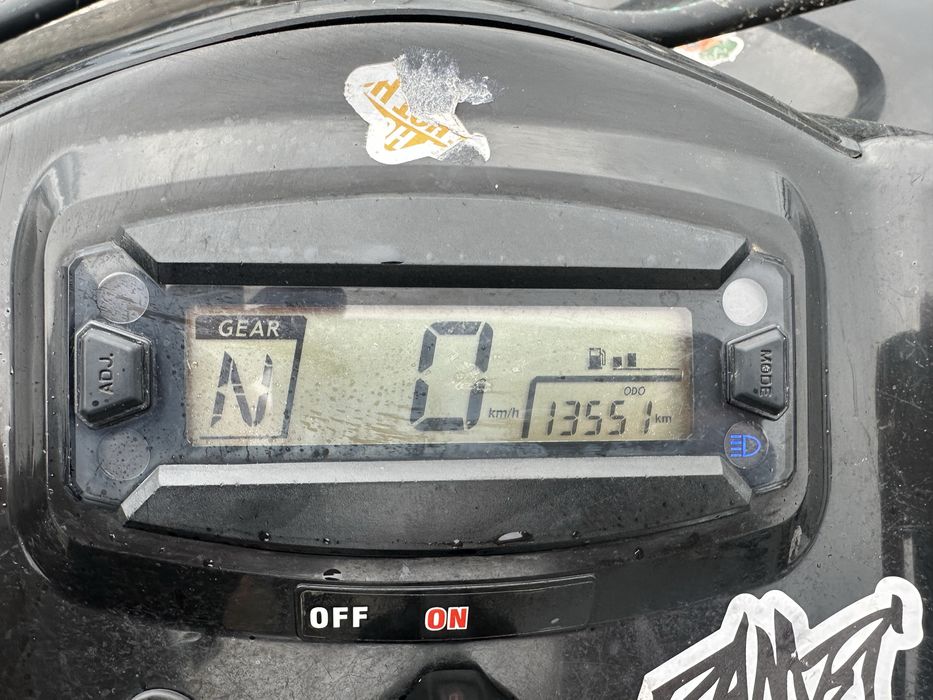 GEAR
N
0
km/h
ODO
13551 km
ADJ.
MODE
OFF ON